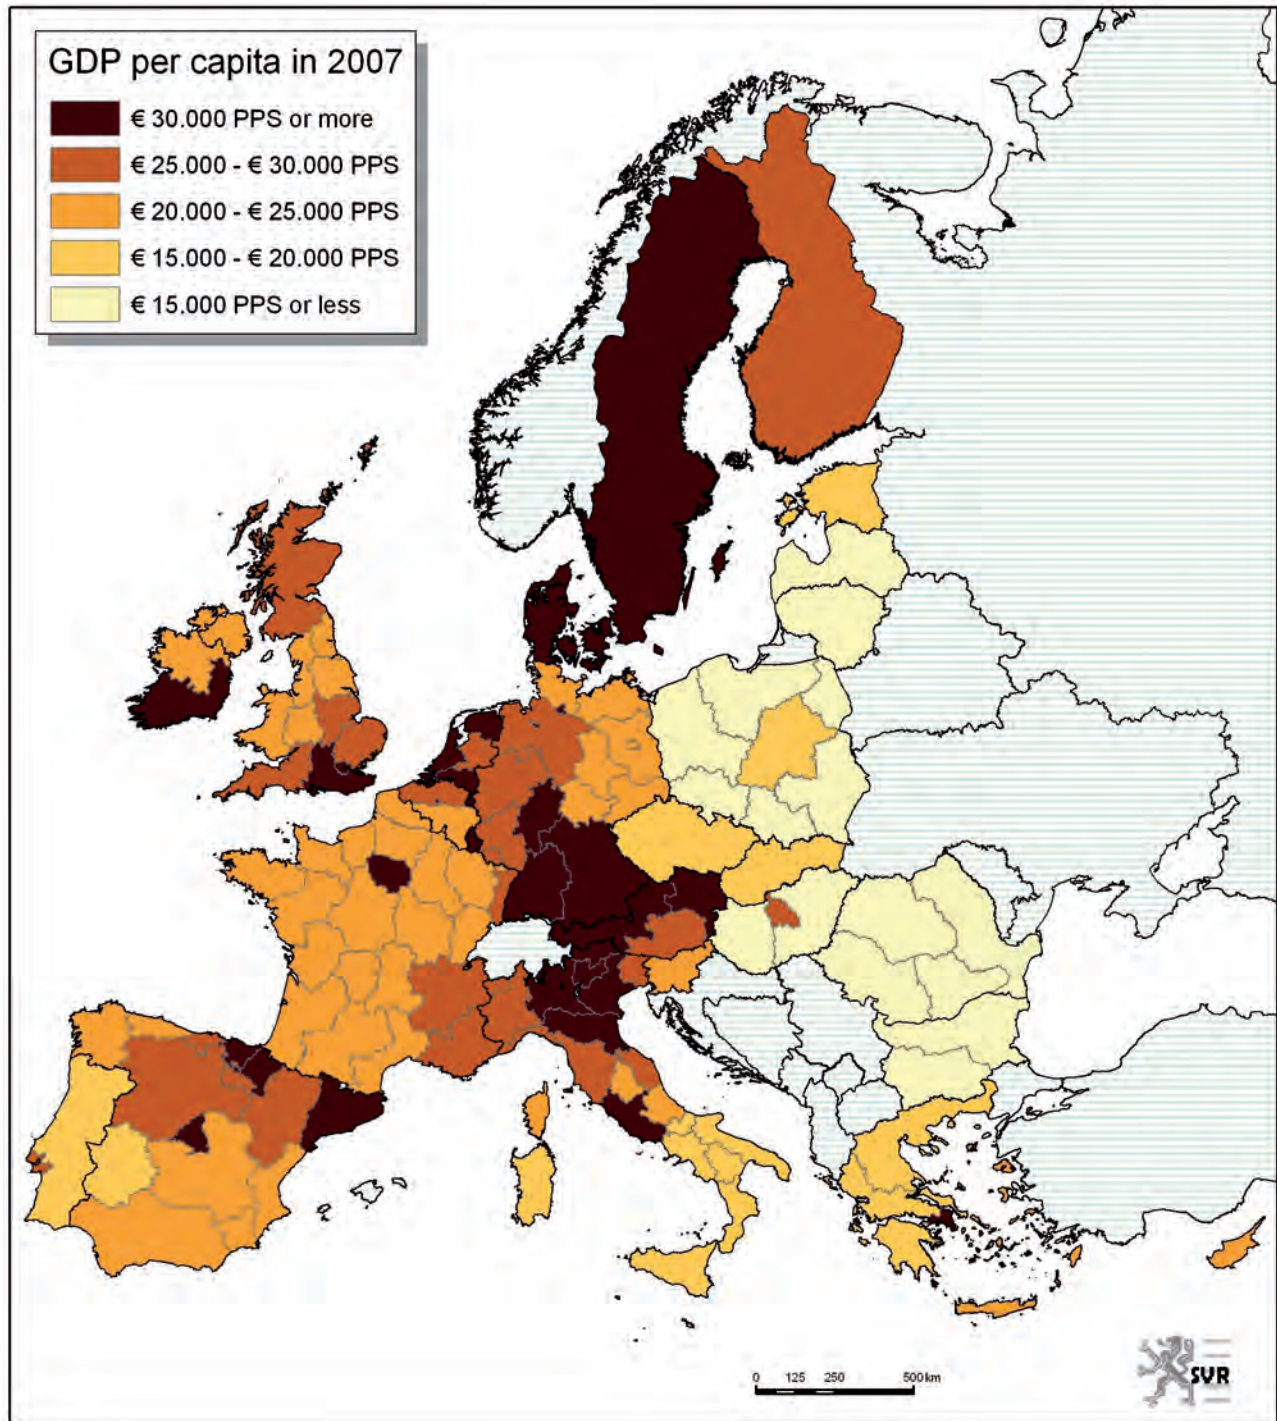 GDP per capita in 2007
€ 30.000 PPS or more
€ 25.000 - € 30.000 PPS
€ 20.000 - € 25.000 PPS
€ 15.000 - € 20.000 PPS
€ 15.000 PPS or less
0 125 250 500 km
SVR